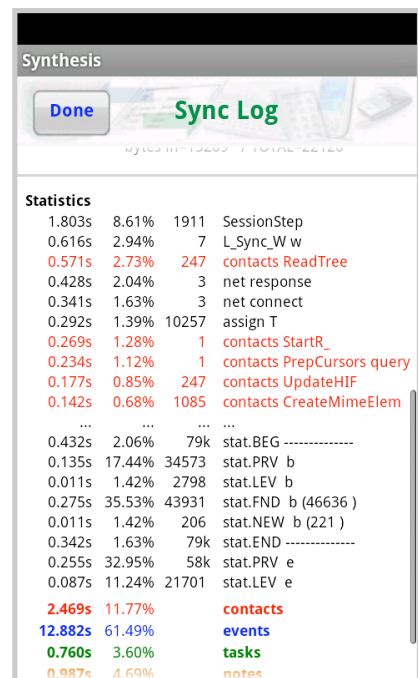 Synthesis
Done
Sync Log
Statistics
1.803s 8.61% 1911 SessionStep
0.616s 2.94% 7 L_Sync_W w
0.571s 2.73% 247 contacts ReadTree
0.428s 2.04% 3 net response
0.341s 1.63% 3 net connect
0.292s 1.39% 10257 assign T
0.269s 1.28% 1 contacts StartR_
0.234s 1.12% 1 contacts PrepCursors query
0.177s 0.85% 247 contacts UpdateHIF
0.142s 0.68% 1085 contacts CreateMimeElem
... ... ... ...
0.432s 2.06% 79k stat.BEG --------------
0.135s 17.44% 34573 stat.PRV b
0.011s 1.42% 2798 stat.LEV b
0.275s 35.53% 43931 stat.FND b (46636 )
0.011s 1.42% 206 stat.NEW b (221 )
0.342s 1.63% 79k stat.END --------------
0.255s 32.95% 58k stat.PRV e
0.087s 11.24% 21701 stat.LEV e
2.469s 11.77% contacts
12.882s 61.49% events
0.760s 3.60% tasks
0.987s 4.69% notes